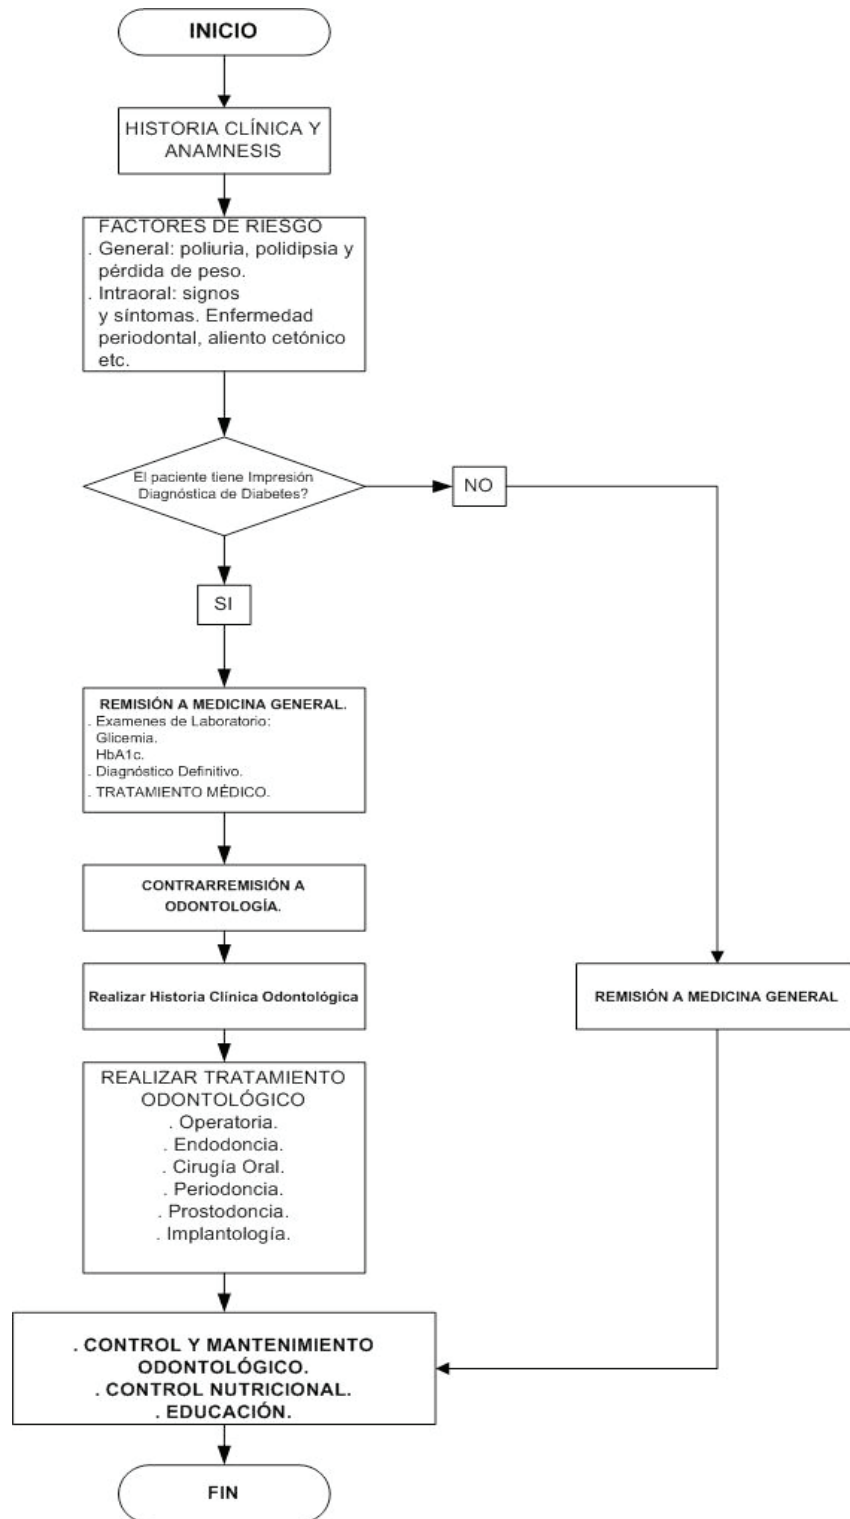 INICIO
HISTORIA CLÍNICA Y
ANAMNESIS
FACTORES DE RIESGO
. General: poliuria, polidipsia y
pérdida de peso.
. Intraoral: signos
y síntomas. Enfermedad
periodontal, aliento cetónico
etc.
El paciente tiene Impresión
Diagnóstica de Diabetes?
NO
SI
REMISIÓN A MEDICINA GENERAL.
. Examenes de Laboratorio:
Glicemia.
HbA1c.
. Diagnóstico Definitivo.
. TRATAMIENTO MÉDICO.
CONTRARREMISIÓN A
ODONTOLOGÍA.
Realizar Historia Clínica Odontológica
REMISIÓN A MEDICINA GENERAL
REALIZAR TRATAMIENTO
ODONTOLÓGICO
. Operatoria.
. Endodoncia.
. Cirugía Oral.
. Periodoncia.
. Prostodoncia.
. Implantología.
. CONTROL Y MANTENIMIENTO
ODONTOLÓGICO.
. CONTROL NUTRICIONAL.
. EDUCACIÓN.
FIN